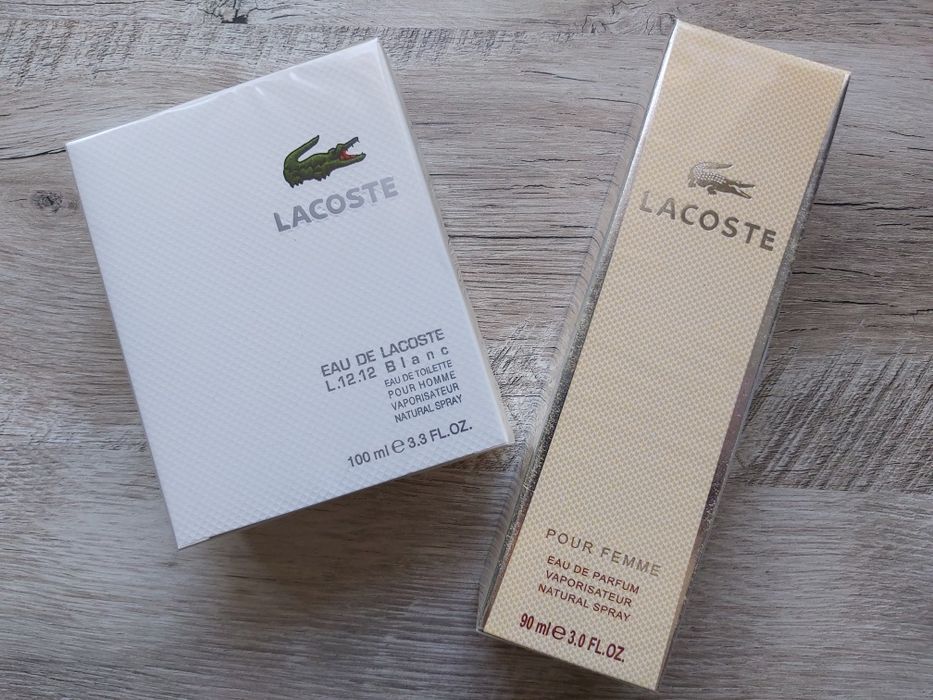 LACOSTE
EAU DE LACOSTE
L.12.12 Blanc
EAU DE TOILETTE
POUR HOMME
VAPORISATEUR
NATURAL SPRAY
100 ml e 3.3 FL.OZ.
LACOSTE
POUR FEMME
EAU DE PARFUM
VAPORISATEUR
NATURAL SPRAY
90 ml e 3.0 FL.OZ.